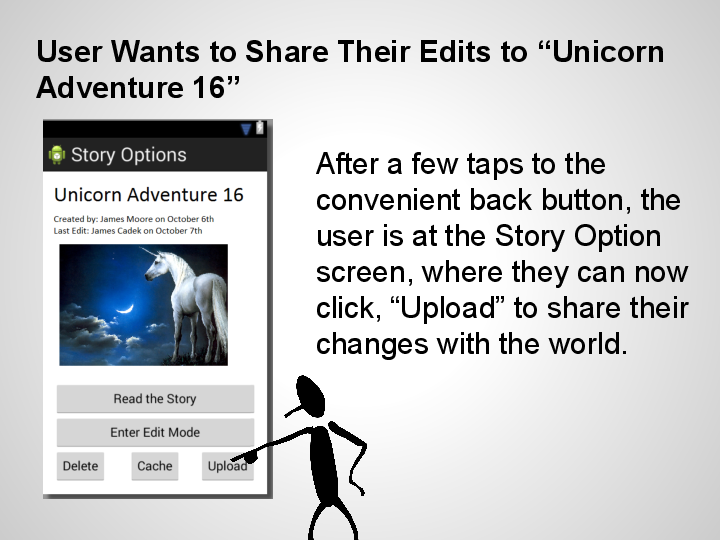 User Wants to Share Their Edits to “Unicorn
Adventure 16”
Story Options
Unicorn Adventure 16
Created by: James Moore on October 6th
Last Edit: James Cadek on October 7th
Read the Story
Enter Edit Mode
Delete Cache Upload
After a few taps to the
convenient back button, the
user is at the Story Option
screen, where they can now
click, “Upload” to share their
changes with the world.